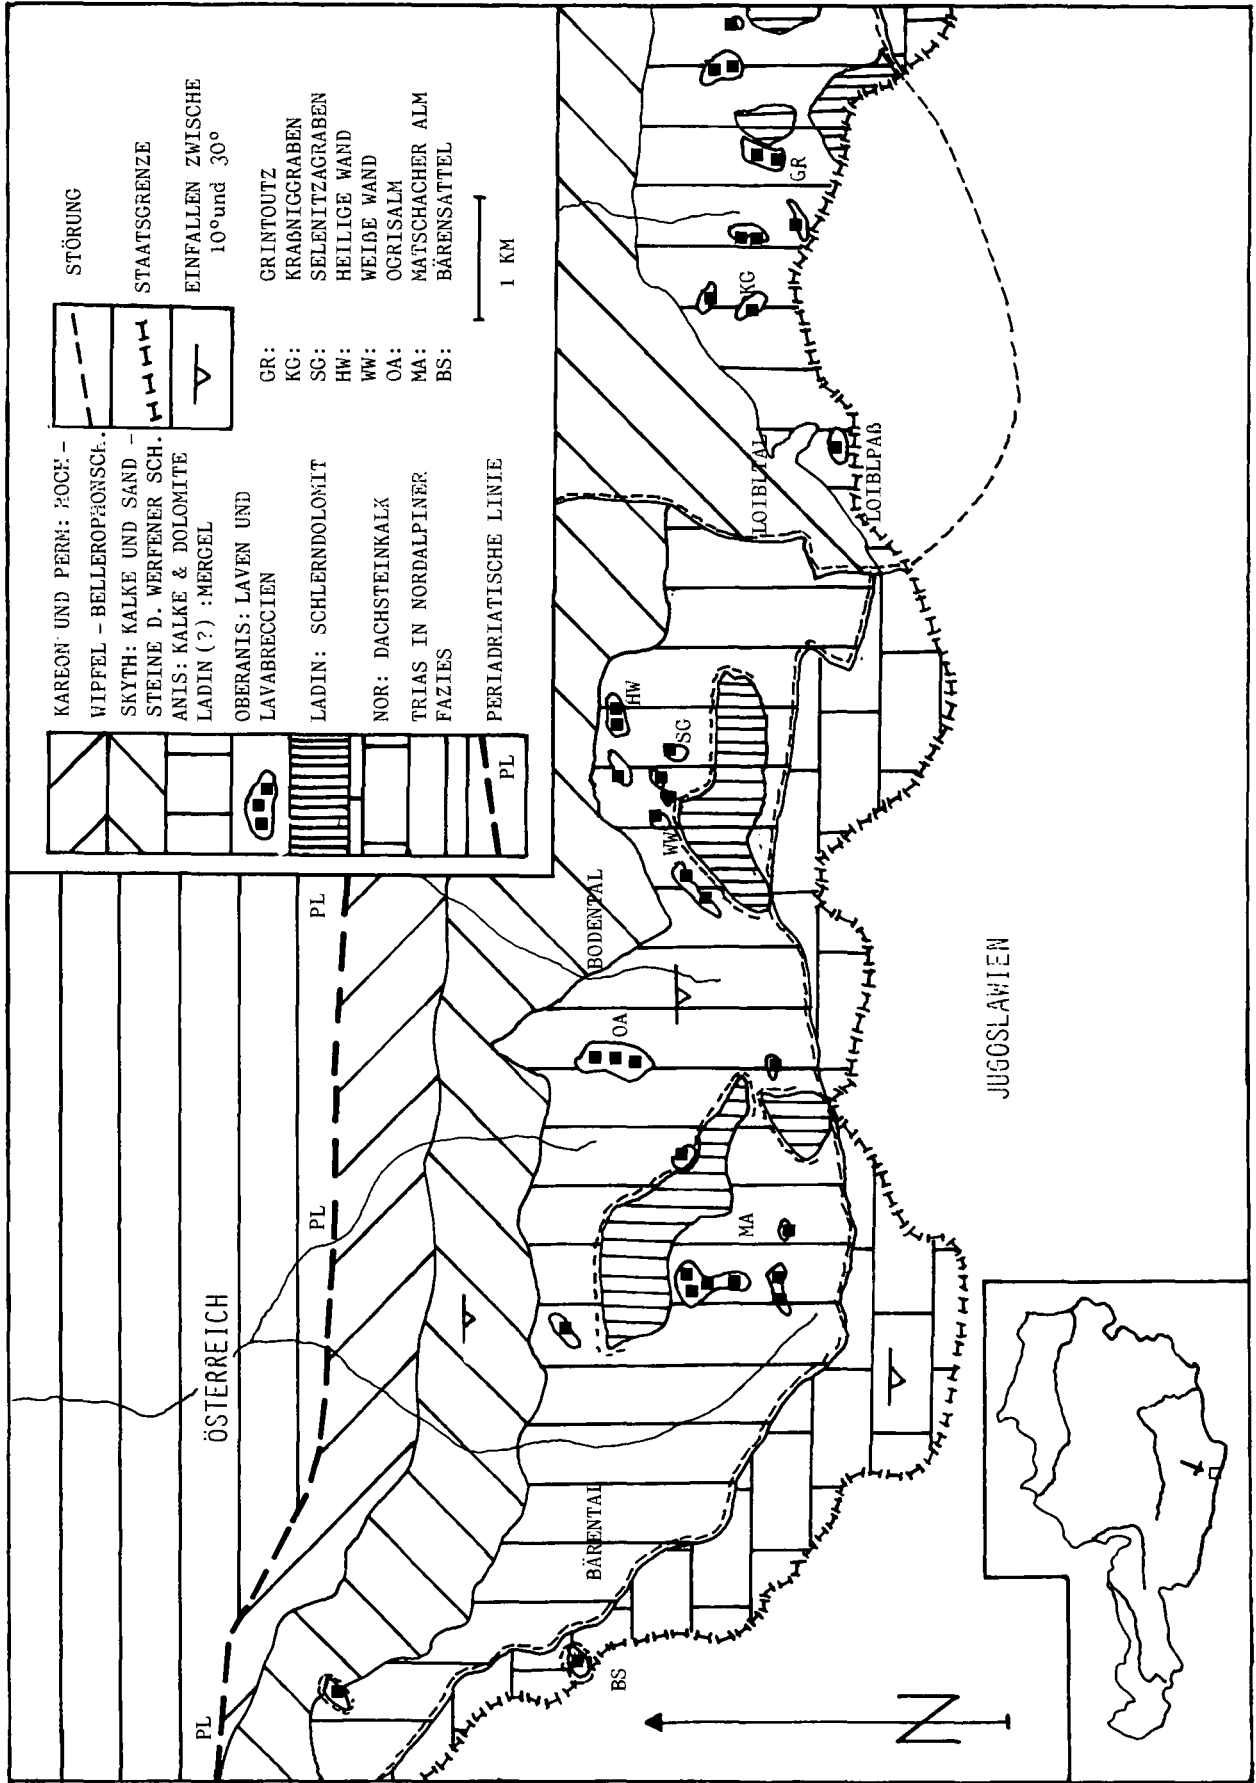 KARBON UND PERM: HOCH-
WIPFEL-BELLEROPHONSCH.
SKYTH: KALKE UND SAND-
STEINE D. WERFENER SCH.
ANIS: KALKE & DOLOMITE
LADIN(?):MERGEL
OBERANIS: LAVEN UND
LAVABRECCIEN
LADIN: SCHLERNDOLOMIT
NOR: DACHSTEINKALK
TRIAS IN NORDALPINER
FAZIES
PL
PERIADRIATISCHE LINIE
STÖRUNG
STAATSGRENZE
EINFALLEN ZWISCHE
10°und 30°
GR: GRINTOUTZ
KG: KRAßNIGGRABEN
SG: SELENITZAGRABEN
HW: HEILIGE WAND
WW: WEIßE WAND
OA: OGRISALM
MA: MATSCHACHER ALM
BS: BÄRENSATTEL
1 KM
ÖSTERREICH
PL
PL
PL
BÄRENTAL
BS
MA
OA
BODENTAL
WW
SG
HW
LOIBLTAL
LOIBLPAß
KG
GR
JUGOSLAWIEN
N